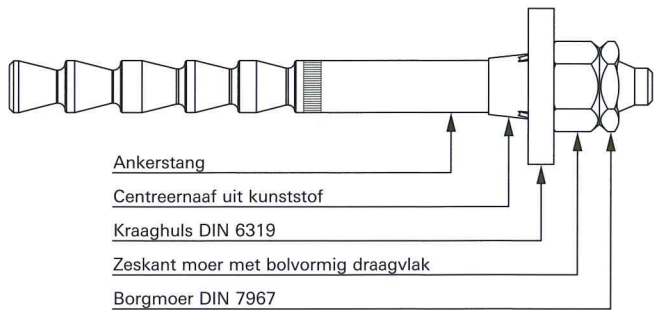 Ankerstang
Centreernaaf uit kunststof
Kraaghuls DIN 6319
Zeskant moer met bolvormig draagvlak
Borgmoer DIN 7967